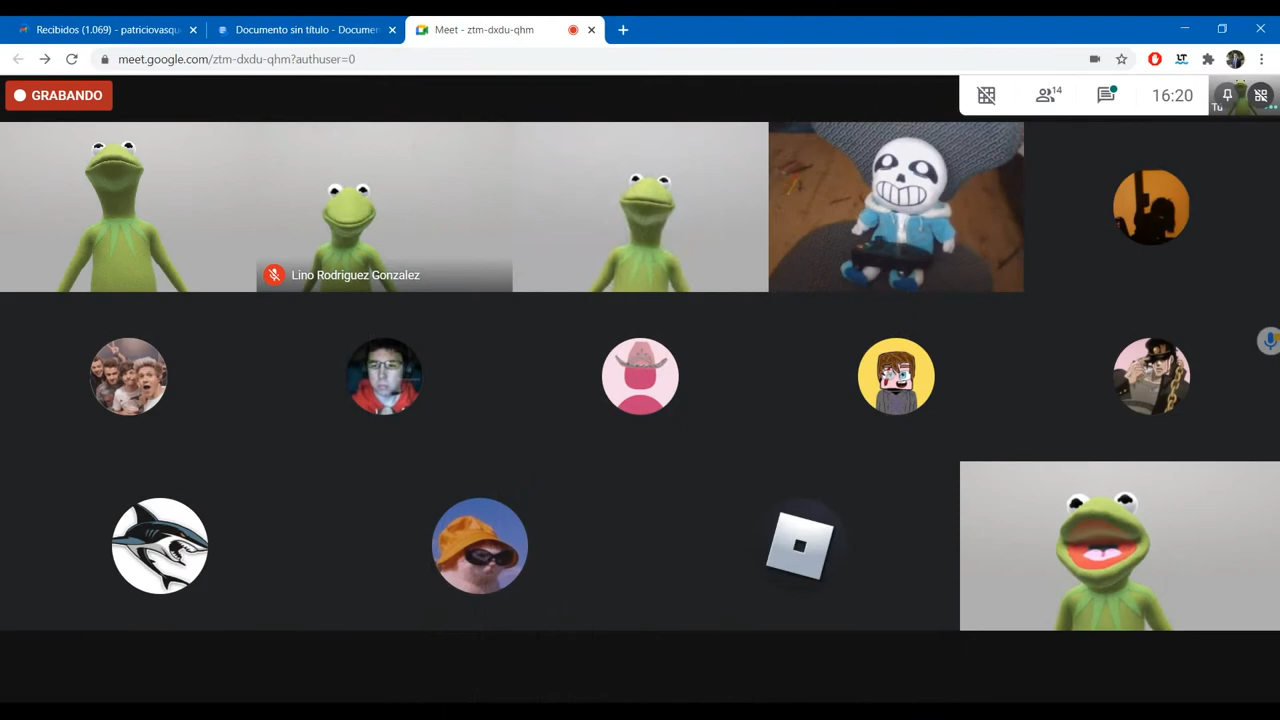 Recibidos (1.069) - patriciovasqu
Documento sin título - Documen
Meet - ztm-dxdu-qhm
meet.google.com/ztm-dxdu-qhm?authuser=0
LT
GRABANDO
14
16:20
Tú
Lino Rodriguez Gonzalez